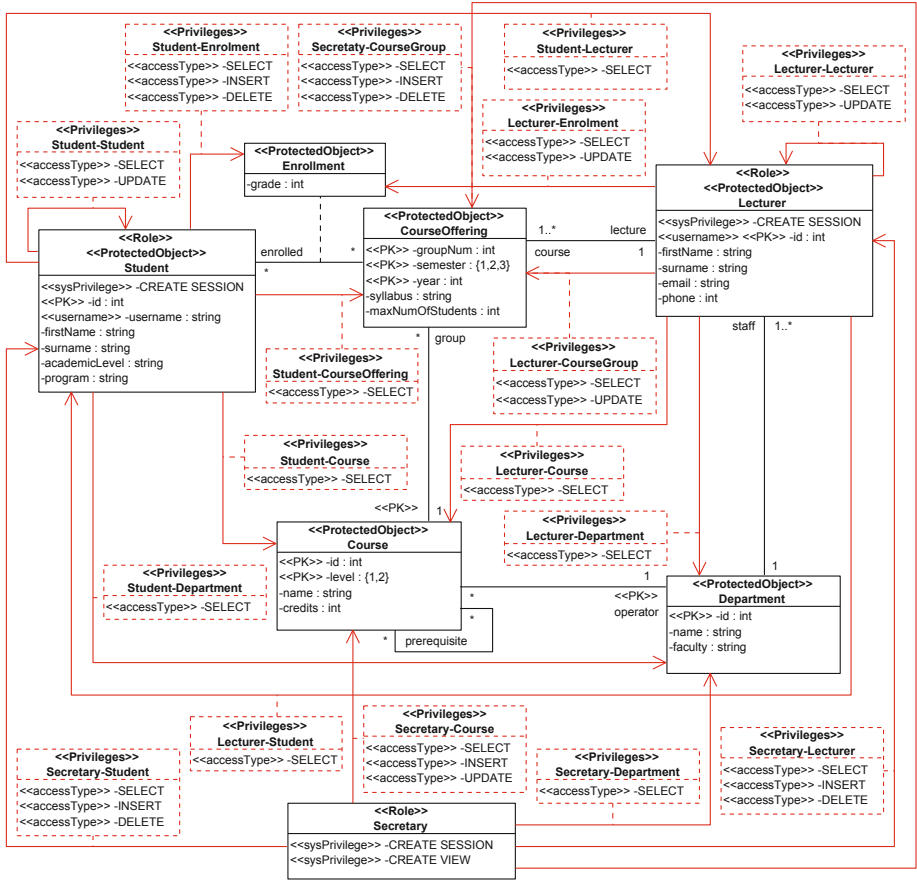 <<Privileges>>
Student-Enrolment
<<accessType>> -SELECT
<<accessType>> -INSERT
<<accessType>> -DELETE
<<Privileges>>
Secretaty-CourseGroup
<<accessType>> -SELECT
<<accessType>> -INSERT
<<accessType>> -DELETE
<<Privileges>>
Student-Lecturer
<<accessType>> -SELECT
<<Privileges>>
Lecturer-Lecturer
<<accessType>> -SELECT
<<accessType>> -UPDATE
<<Privileges>>
Student-Student
<<accessType>> -SELECT
<<accessType>> -UPDATE
<<Privileges>>
Lecturer-Enrolment
<<accessType>> -SELECT
<<accessType>> -UPDATE
<<ProtectedObject>>
Enrollment
-grade : int
<<Role>>
<<ProtectedObject>>
Lecturer
<<sysPrivilege>> -CREATE SESSION
<<username>> <<PK>> -id : int
-firstName : string
-surname : string
-email : string
-phone : int
<<ProtectedObject>>
CourseOffering
<<PK>> -groupNum : int
<<PK>> -semester : {1,2,3}
<<PK>> -year : int
-syllabus : string
-maxNumOfStudents : int
1..*
lecture
course
1
enrolled
*
*
<<Role>>
<<ProtectedObject>>
Student
<<sysPrivilege>> -CREATE SESSION
<<PK>> -id : int
<<username>> -username : string
-firstName : string
-surname : string
-academicLevel : string
-program : string
*
group
staff
1..*
<<Privileges>>
Student-CourseOffering
<<accessType>> -SELECT
<<Privileges>>
Lecturer-CourseGroup
<<accessType>> -SELECT
<<accessType>> -UPDATE
<<Privileges>>
Student-Course
<<accessType>> -SELECT
<<Privileges>>
Lecturer-Course
<<accessType>> -SELECT
<<PK>>
1
<<Privileges>>
Lecturer-Department
<<accessType>> -SELECT
<<ProtectedObject>>
Course
<<PK>> -id : int
<<PK>> -level : {1,2}
-name : string
-credits : int
<<Privileges>>
Student-Department
<<accessType>> -SELECT
1
1
<<PK>>
operator
*
*
*
prerequisite
<<ProtectedObject>>
Department
<<PK>> -id : int
-name : string
-faculty : string
<<Privileges>>
Lecturer-Student
<<accessType>> -SELECT
<<Privileges>>
Secretary-Course
<<accessType>> -SELECT
<<accessType>> -INSERT
<<accessType>> -UPDATE
<<Privileges>>
Secretary-Student
<<accessType>> -SELECT
<<accessType>> -INSERT
<<accessType>> -DELETE
<<Privileges>>
Secretary-Department
<<accessType>> -SELECT
<<Privileges>>
Secretary-Lecturer
<<accessType>> -SELECT
<<accessType>> -INSERT
<<accessType>> -DELETE
<<Role>>
Secretary
<<sysPrivilege>> -CREATE SESSION
<<sysPrivilege>> -CREATE VIEW